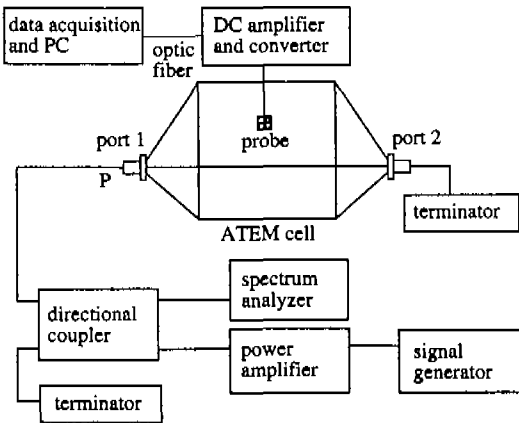 data acquisition
and PC
optic
fiber
DC amplifier
and converter
port 1
P
probe
port 2
terminator
ATEM cell
directional
coupler
spectrum
analyzer
power
amplifier
signal
generator
terminator